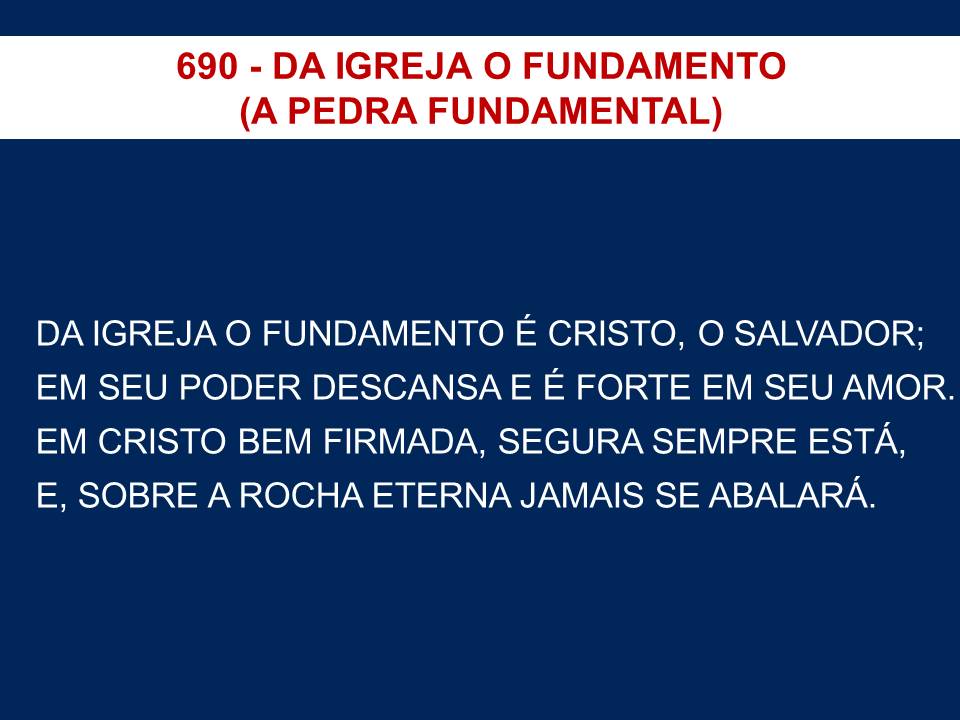 690 - DA IGREJA O FUNDAMENTO
(A PEDRA FUNDAMENTAL)
DA IGREJA O FUNDAMENTO É CRISTO, O SALVADOR;
EM SEU PODER DESCANSA E É FORTE EM SEU AMOR.
EM CRISTO BEM FIRMADA, SEGURA SEMPRE ESTÁ,
E, SOBRE A ROCHA ETERNA JAMAIS SE ABALARÁ.